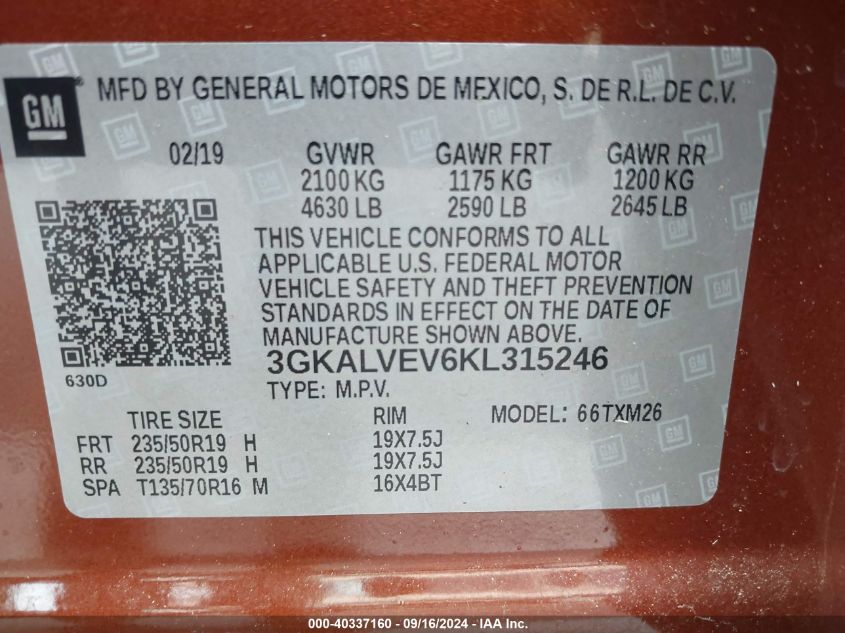 GM
MFD BY GENERAL MOTORS DE MEXICO, S. DE R.L. DE C.V.
02/19 GVWR GAWR FRT GAWR RR
2100 KG 1175 KG 1200 KG
4630 LB 2590 LB 2645 LB
THIS VEHICLE CONFORMS TO ALL
APPLICABLE U.S. FEDERAL MOTOR
VEHICLE SAFETY AND THEFT PREVENTION
STANDARDS IN EFFECT ON THE DATE OF
MANUFACTURE SHOWN ABOVE.
3GKALVEV6KL315246
630D
TYPE: M.P.V.
TIRE SIZE RIM MODEL: 66TXM26
FRT 235/50R19 H 19X7.5J
RR 235/50R19 H 19X7.5J
SPA T135/70R16 M 16X4BT
000-40337160 - 09/16/2024 - IAA Inc.